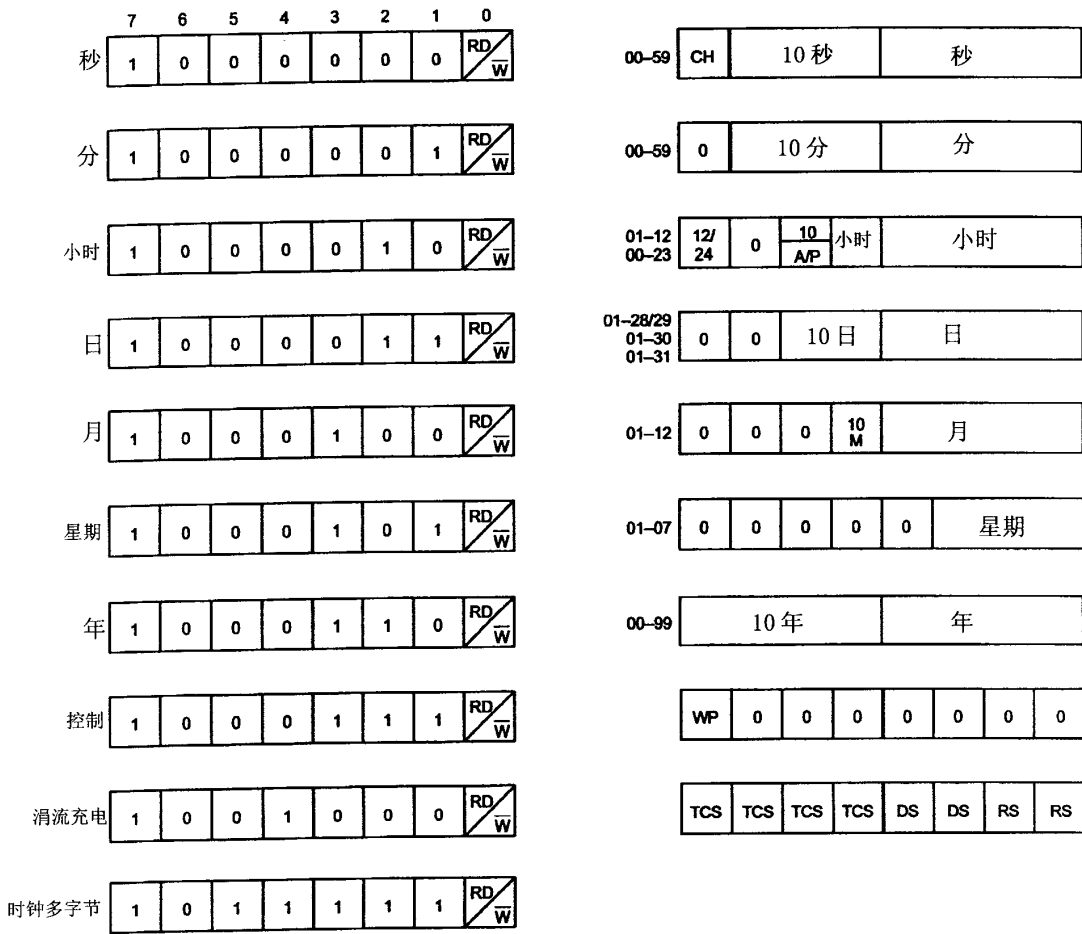 7 6 5 4 3 2 1 0
秒 1 0 0 0 0 0 0 RD/W̅ 00–59 CH 10秒 秒
分 1 0 0 0 0 0 1 RD/W̅ 00–59 0 10分 分
小时 1 0 0 0 0 1 0 RD/W̅ 01–12 00–23 12/24 0 10 A/P 小时 小时
日 1 0 0 0 0 1 1 RD/W̅ 01–28/29 01–30 01–31 0 0 10日 日
月 1 0 0 0 1 0 0 RD/W̅ 01–12 0 0 0 10 M 月
星期 1 0 0 0 1 0 1 RD/W̅ 01–07 0 0 0 0 0 星期
年 1 0 0 0 1 1 0 RD/W̅ 00–99 10年 年
控制 1 0 0 0 1 1 1 RD/W̅ WP 0 0 0 0 0 0 0
涓流充电 1 0 0 1 0 0 0 RD/W̅ TCS TCS TCS TCS DS DS RS RS
时钟多字节 1 0 1 1 1 1 1 RD/W̅